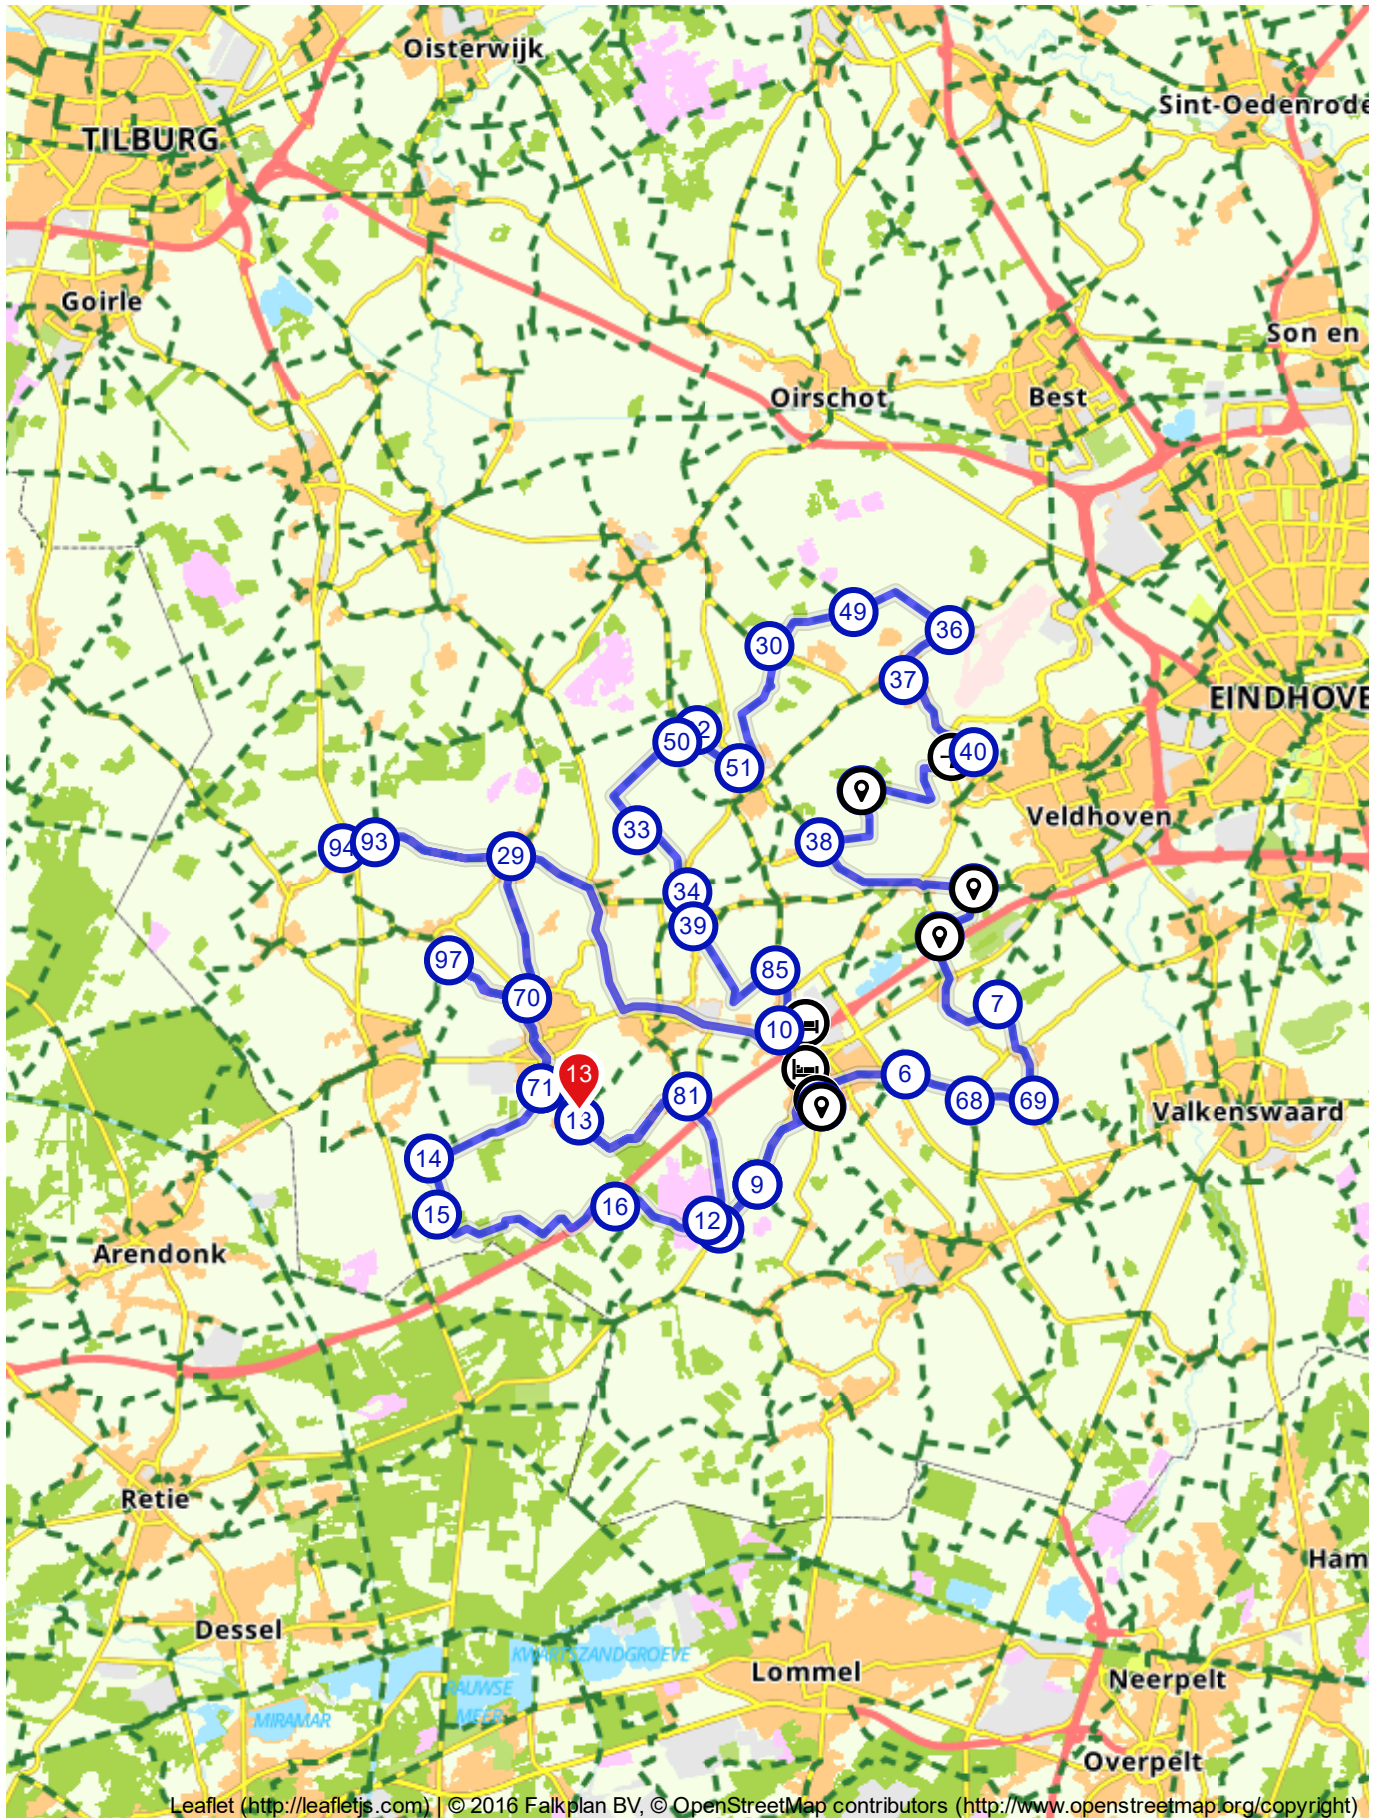 Oisterwijk
Sint-Oedenrode
TILBURG
Goirle
Son en
Oirschot
Best
49
36
30
37
EINDHOVE
2
50
40
51
Veldhoven
33
38
94
93
29
34
39
97
85
70
7
10
13
6
71
81
68
69
13
Valkenswaard
14
9
16
15
12
Arendonk
Retie
Ham
Dessel
KWARTSZANDGROEVE
Lommel
Neerpelt
RAUWSE
MEER
MIRAMAR
Overpelt
Leaflet (http://leafletjs.com) | © 2016 Falkplan BV, © OpenStreetMap contributors (http://www.openstreetmap.org/copyright)